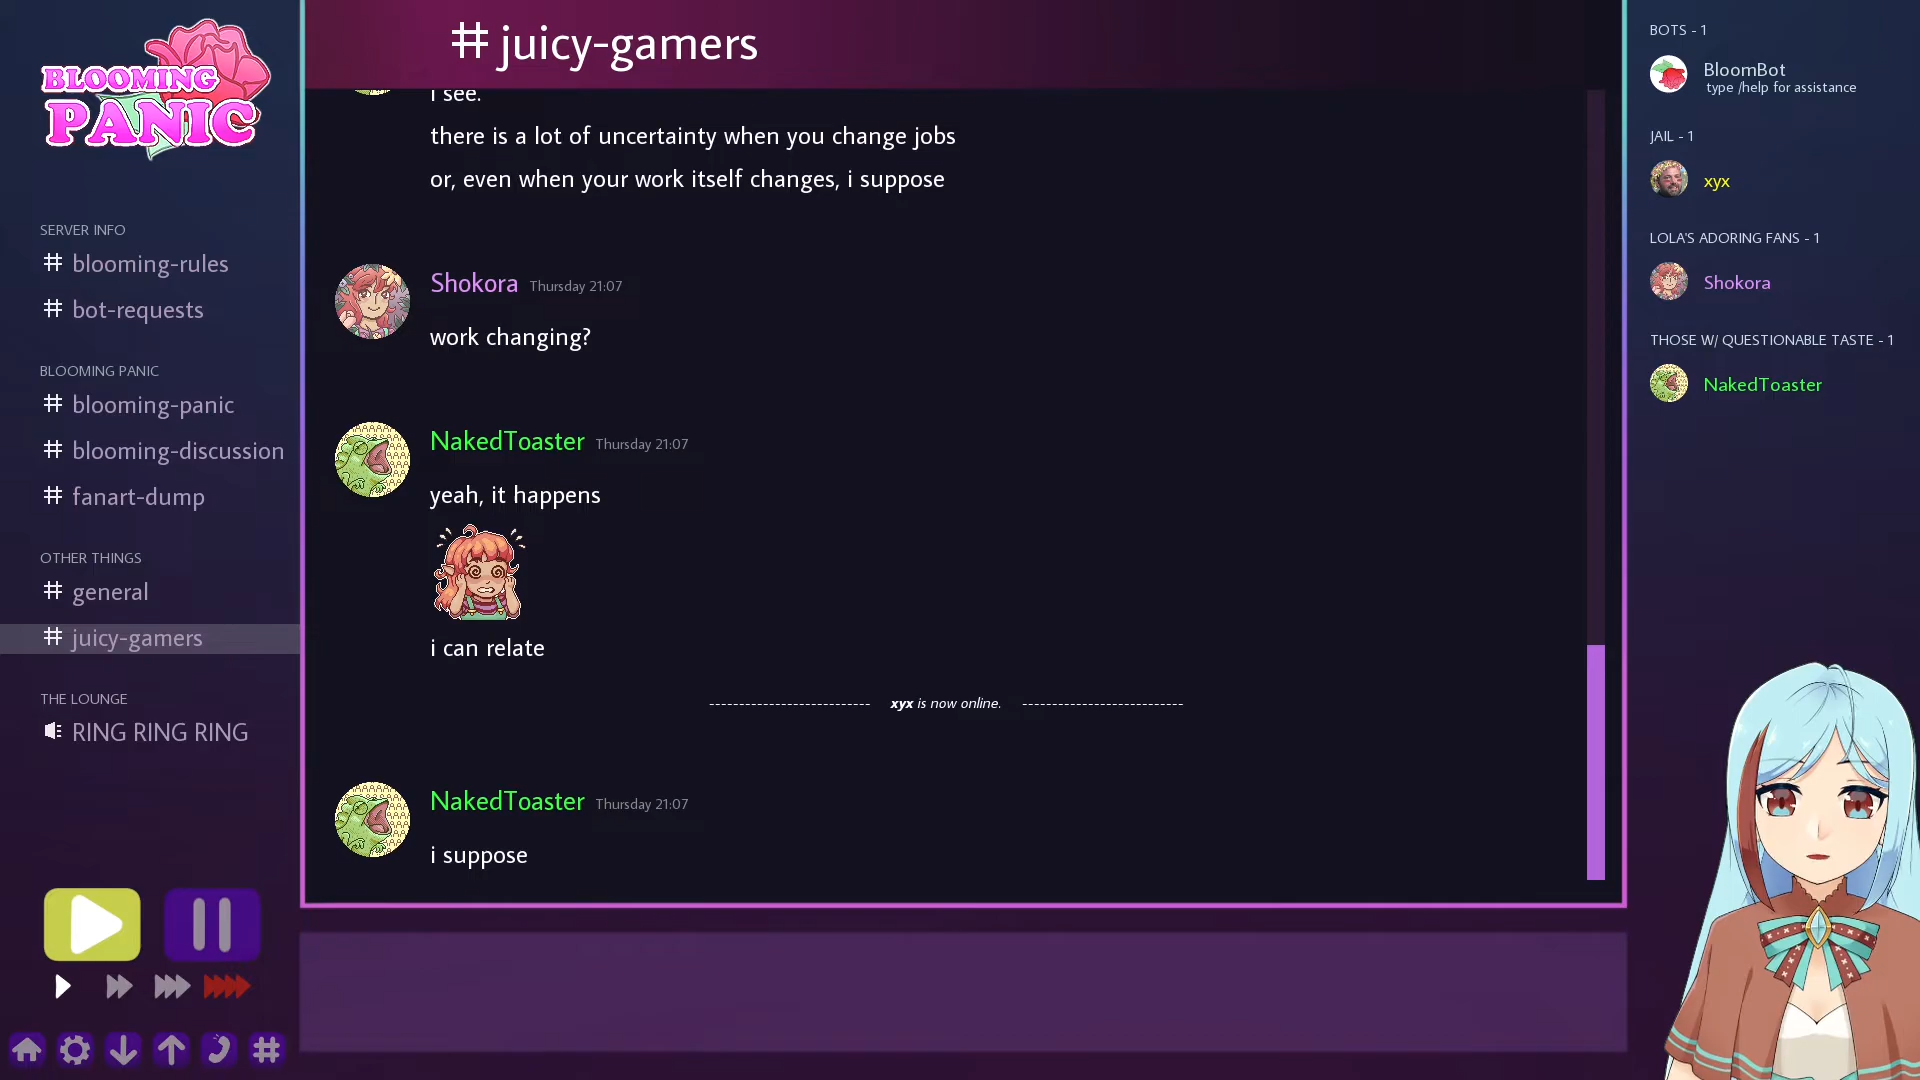 BLOOMING
PANIC
SERVER INFO
# blooming-rules
# bot-requests
BLOOMING PANIC
# blooming-panic
# blooming-discussion
# fanart-dump
OTHER THINGS
# general
# juicy-gamers
THE LOUNGE
RING RING RING
# juicy-gamers
i see.
there is a lot of uncertainty when you change jobs
or, even when your work itself changes, i suppose
Shokora Thursday 21:07
work changing?
NakedToaster Thursday 21:07
yeah, it happens
i can relate
--------------------------- xyx is now online. ---------------------------
NakedToaster Thursday 21:07
i suppose
BOTS - 1
BloomBot
type /help for assistance
JAIL - 1
xyx
LOLA'S ADORING FANS - 1
Shokora
THOSE W/ QUESTIONABLE TASTE - 1
NakedToaster